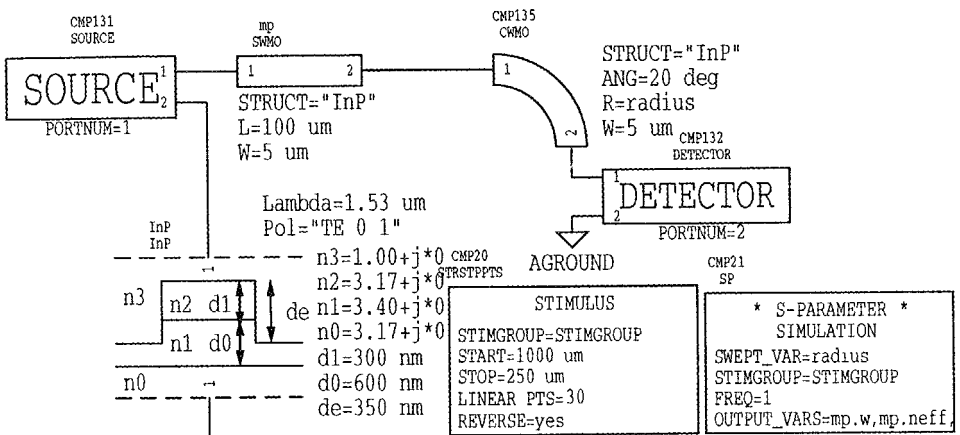 CMP131
SOURCE
SOURCE
1
2
PORTNUM=1
mp
SWMO
1 2
STRUCT="InP"
L=100 um
W=5 um
CMP135
CWMO
1
2
STRUCT="InP"
ANG=20 deg
R=radius
W=5 um
CMP132
DETECTOR
1
2
DETECTOR
PORTNUM=2
AGROUND
Lambda=1.53 um
Pol="TE 0 1"
InP
InP
1
n3
n2 d1
n1 d0
de
n0
1
n3=1.00+j*0
n2=3.17+j*0
n1=3.40+j*0
n0=3.17+j*0
d1=300 nm
d0=600 nm
de=350 nm
CMP20
STRSTPPTS
STIMULUS
STIMGROUP=STIMGROUP
START=1000 um
STOP=250 um
LINEAR PTS=30
REVERSE=yes
CMP21
SP
* S-PARAMETER *
SIMULATION
SWEPT_VAR=radius
STIMGROUP=STIMGROUP
FREQ=1
OUTPUT_VARS=mp.w,mp.neff,